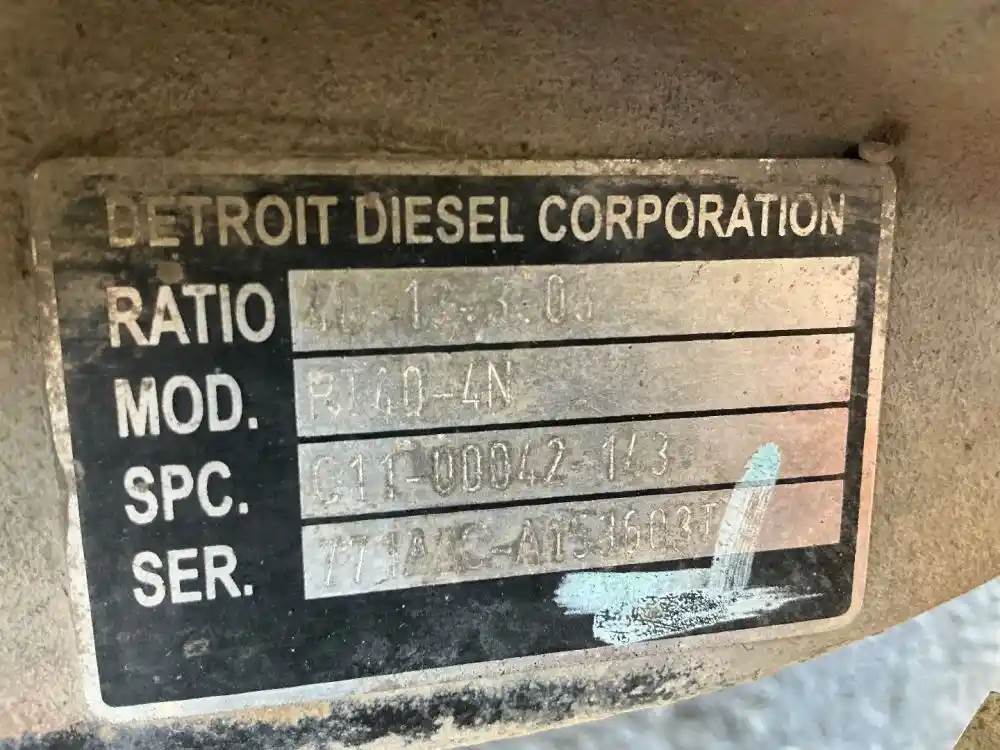 DETROIT DIESEL CORPORATION
RATIO
MOD. RT40-4N
SPC. C11-00042-143
SER.